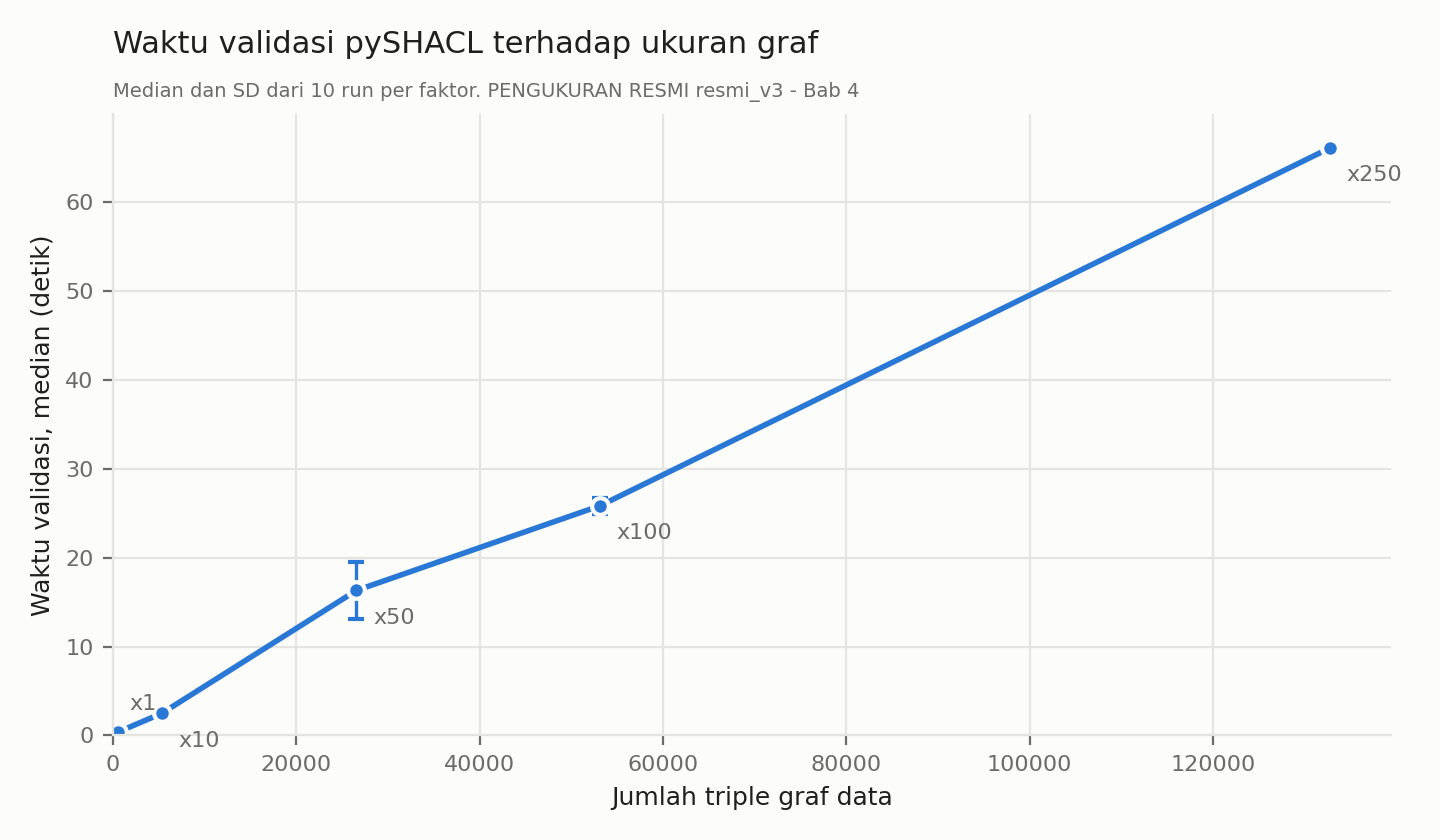 Waktu validasi pySHACL terhadap ukuran graf
Median dan SD dari 10 run per faktor. PENGUKURAN RESMI resmi_v3 - Bab 4
Waktu validasi, median (detik)
60
50
40
30
20
10
0
x1
x10
x50
x100
x250
0
20000
40000
60000
80000
100000
120000
Jumlah triple graf data